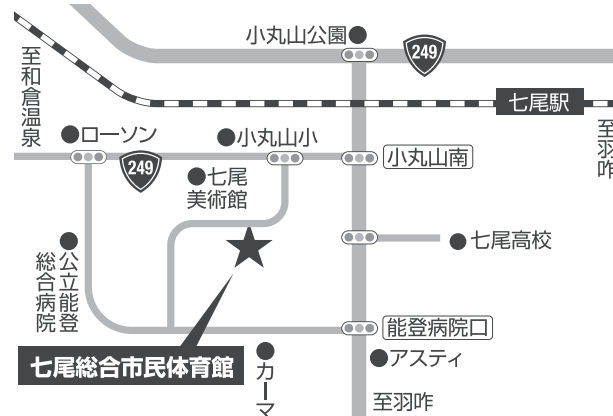 小丸山公園
249
至和倉温泉
七尾駅
至羽咋
ローソン
小丸山小
249
小丸山南
七尾
美術館
七尾高校
公立能登
総合病院
能登病院口
七尾総合市民体育館
カーマ
アスティ
至羽咋